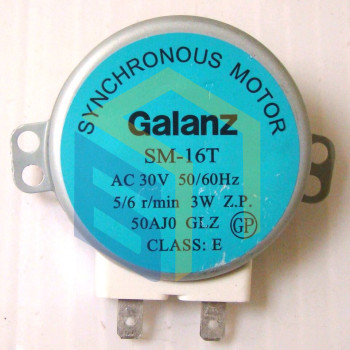 SYNCHRONOUS MOTOR
Galanz
SM-16T
AC 30V 50/60Hz
5/6 r/min 3W Z.P.
50AJ0 GLZ
GP
CLASS: E